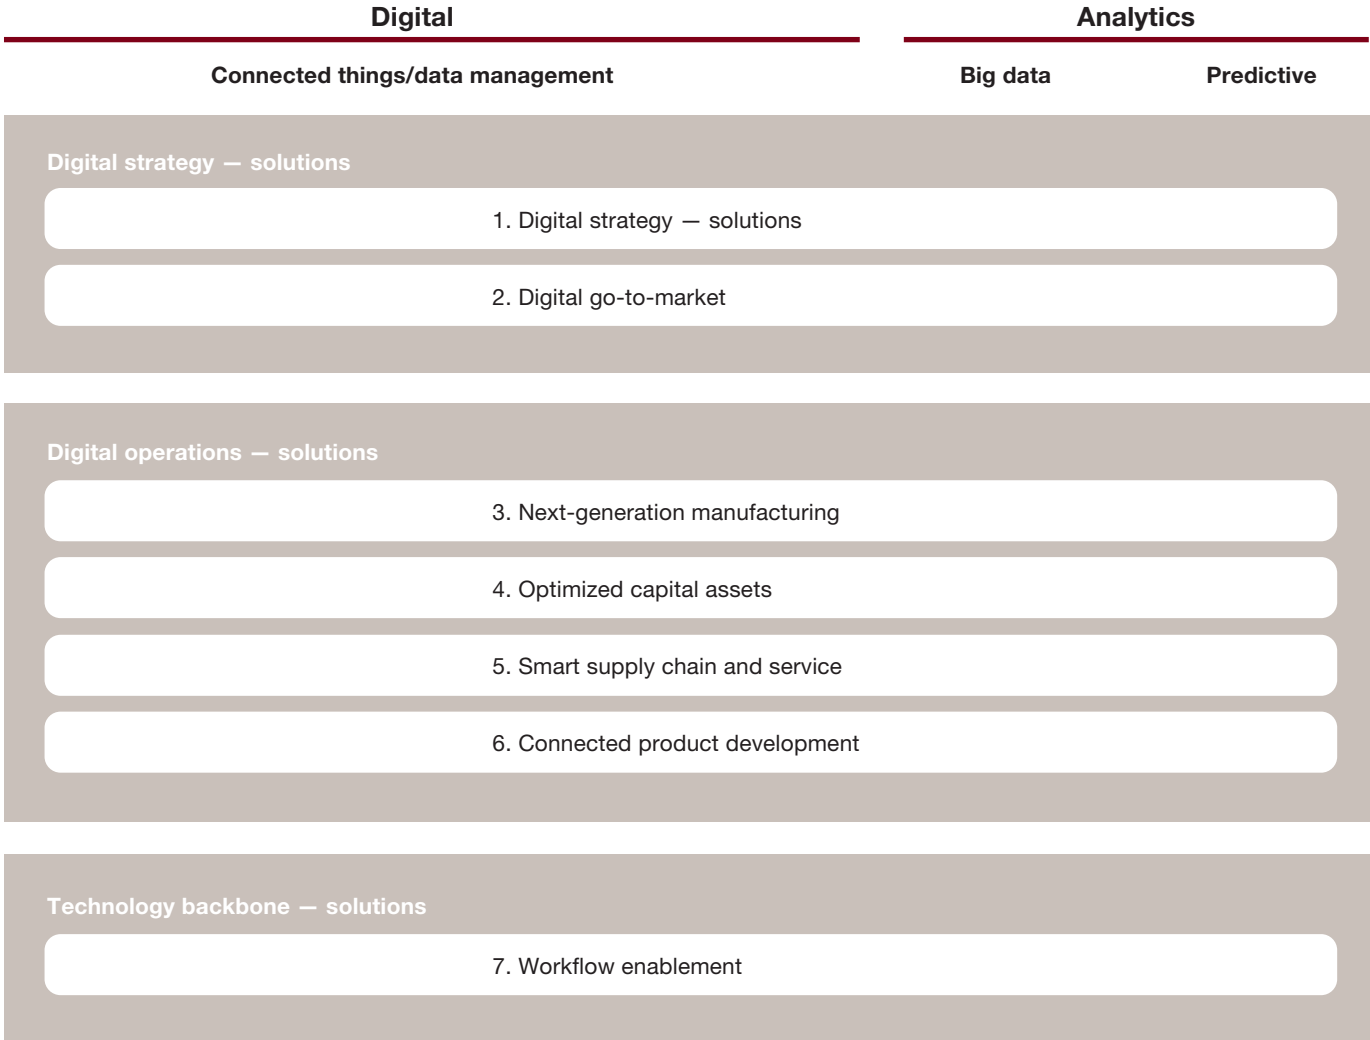 Digital
Analytics
Connected things/data management
Big data
Predictive
Digital strategy — solutions
1. Digital strategy — solutions
2. Digital go-to-market
Digital operations — solutions
3. Next-generation manufacturing
4. Optimized capital assets
5. Smart supply chain and service
6. Connected product development
Technology backbone — solutions
7. Workflow enablement